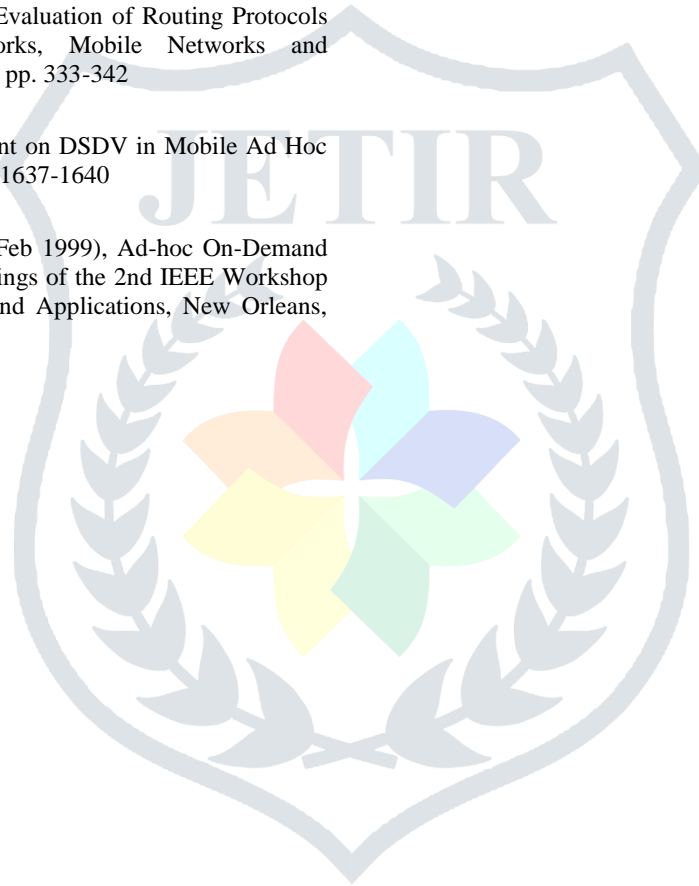 Evaluation of Routing Protocols
orks, Mobile Networks and
pp. 333-342
nt on DSDV in Mobile Ad Hoc
1637-1640
JETIR
Feb 1999), Ad-hoc On-Demand
ings of the 2nd IEEE Workshop
nd Applications, New Orleans,